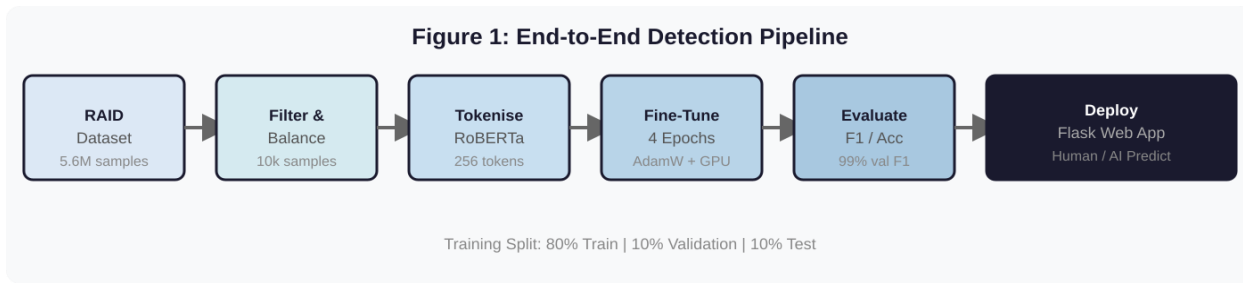 Figure 1: End-to-End Detection Pipeline
RAID
Dataset
5.6M samples
Filter &
Balance
10k samples
Tokenise
RoBERTa
256 tokens
Fine-Tune
4 Epochs
AdamW + GPU
Evaluate
F1 / Acc
99% val F1
Deploy
Flask Web App
Human / AI Predict
Training Split: 80% Train | 10% Validation | 10% Test